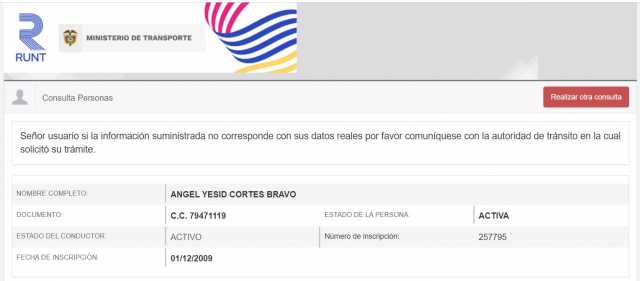 RUNT
MINISTERIO DE TRANSPORTE
Consulta Personas
Realizar otra consulta
Señor usuario si la información suministrada no corresponde con sus datos reales por favor comuníquese con la autoridad de tránsito en la cual
solicitó su trámite.
NOMBRE COMPLETO: ANGEL YESID CORTES BRAVO
DOCUMENTO: C.C. 79471119 ESTADO DE LA PERSONA: ACTIVA
ESTADO DEL CONDUCTOR: ACTIVO Número de inscripción: 257795
FECHA DE INSCRIPCIÓN: 01/12/2009